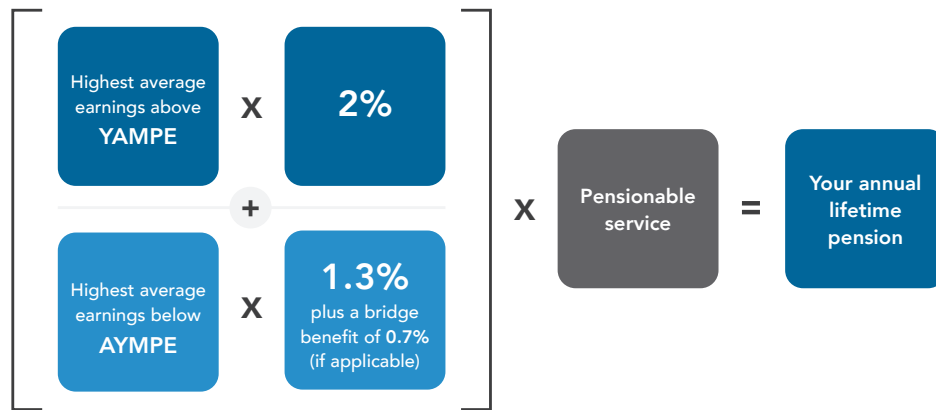 Highest average
earnings above
YAMPE
X
2%
+
Highest average
earnings below
AYMPE
X
1.3%
plus a bridge
benefit of 0.7%
(if applicable)
X
Pensionable
service
=
Your annual
lifetime
pension